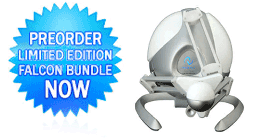 PREORDER
LIMITED EDITION
FALCON BUNDLE
NOW